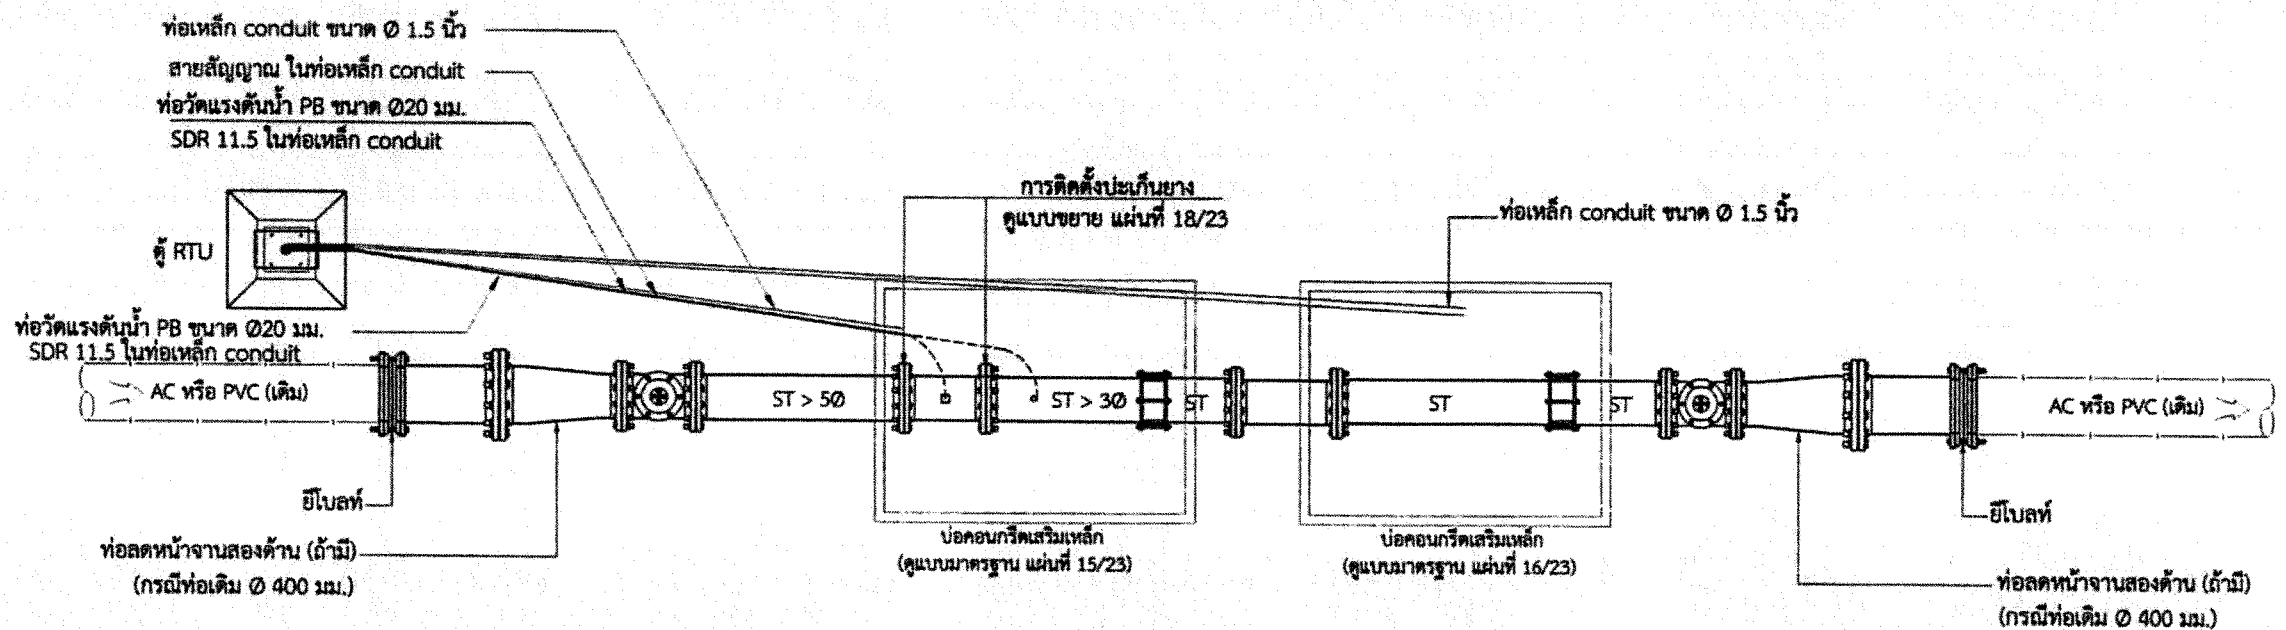 ท่อเหล็ก conduit ขนาด Ø 1.5 นิ้ว
สายสัญญาณ ในท่อเหล็ก conduit
ท่อวัดแรงดันน้ำ PB ขนาด Ø20 มม.
SDR 11.5 ในท่อเหล็ก conduit
การติดตั้งปะเก็นยาง
ดูแบบขยาย แผ่นที่ 18/23
ท่อเหล็ก conduit ขนาด Ø 1.5 นิ้ว
ตู้ RTU
ท่อวัดแรงดันน้ำ PB ขนาด Ø20 มม.
SDR 11.5 ในท่อเหล็ก conduit
AC หรือ PVC (เดิม)
ST > 5Ø
ST > 3Ø
ST
ST
ST
AC หรือ PVC (เดิม)
ยีโบลท์
ยีโบลท์
ท่อลดหน้าจานสองด้าน (ถ้ามี)
(กรณีท่อเดิม Ø 400 มม.)
บ่อคอนกรีตเสริมเหล็ก
(ดูแบบมาตรฐาน แผ่นที่ 15/23)
บ่อคอนกรีตเสริมเหล็ก
(ดูแบบมาตรฐาน แผ่นที่ 16/23)
ท่อลดหน้าจานสองด้าน (ถ้ามี)
(กรณีท่อเดิม Ø 400 มม.)